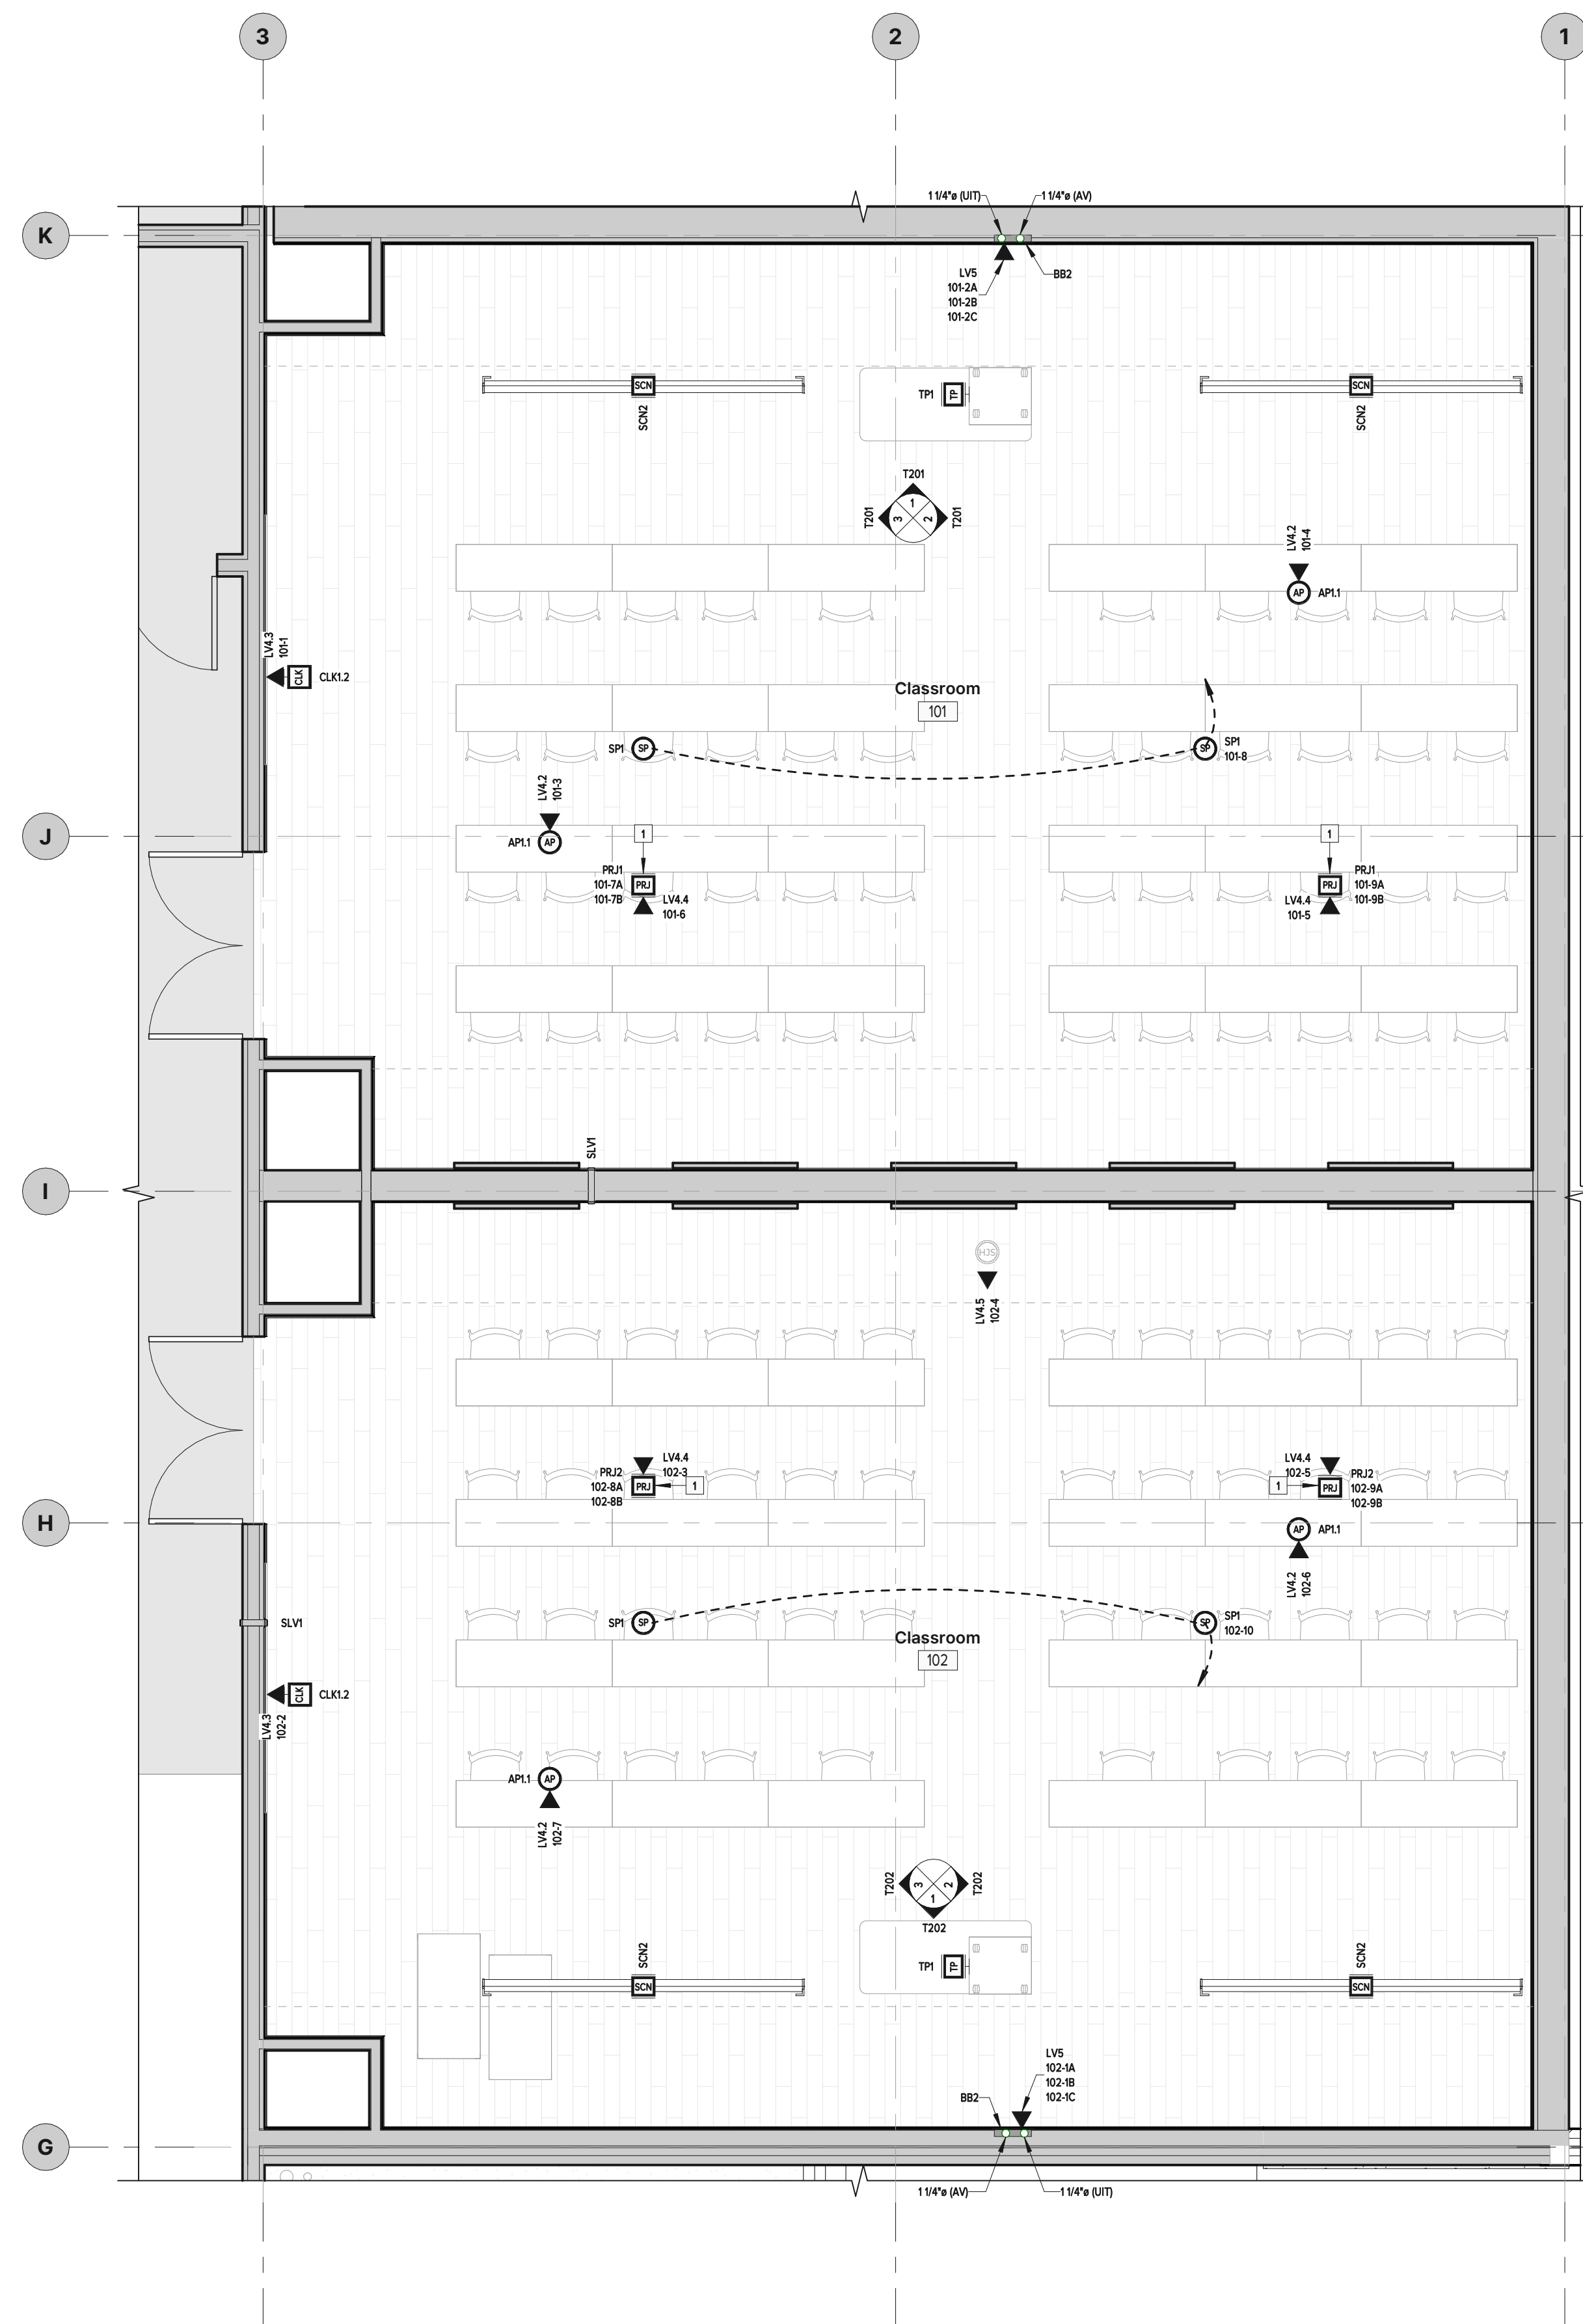 3
2
1
K
1 1/4"ø (UIT)
1 1/4"ø (AV)
LV5
101-2A
101-2B
101-2C
BB2
SCN
SCN2
TP1
TP
SCN
SCN2
T201
T201
1
3
2
T201
LV4.2
101-4
AP
AP1.1
LV4.3
101-1
CLK
CLK1.2
Classroom
101
SP1
SP
SP
SP1
101-8
LV4.2
101-3
J
AP1.1
AP
1
1
PRJ1
101-7A
101-7B
PRJ
LV4.4
101-6
PRJ
PRJ1
101-9A
101-9B
LV4.4
101-5
SLV1
I
HJS
LV4.5
102-4
LV4.4
102-3
PRJ2
102-8A
102-8B
PRJ
1
LV4.4
102-5
1
PRJ
PRJ2
102-9A
102-9B
H
AP
AP1.1
LV4.2
102-6
SLV1
SP1
SP
SP
SP1
102-10
Classroom
102
CLK
CLK1.2
LV4.3
102-2
AP1.1
AP
LV4.2
102-7
T202
3
2
1
T202
T202
SCN2
SCN
TP1
TP
SCN2
SCN
LV5
102-1A
102-1B
102-1C
BB2
G
1 1/4"ø (AV)
1 1/4"ø (UIT)